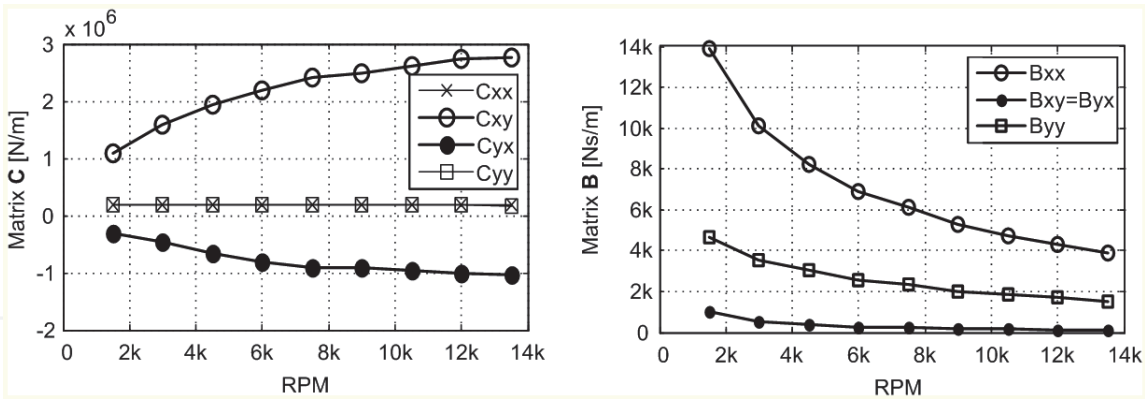 x 10⁶
3
2
1
0
-1
-2
Matrix C [N/m]
Cxx
Cxy
Cyx
Cyy
0 2k 4k 6k 8k 10k 12k 14k
RPM
14k
12k
10k
8k
6k
4k
2k
0
Matrix B [Ns/m]
Bxx
Bxy=Byx
Byy
0 2k 4k 6k 8k 10k 12k 14k
RPM